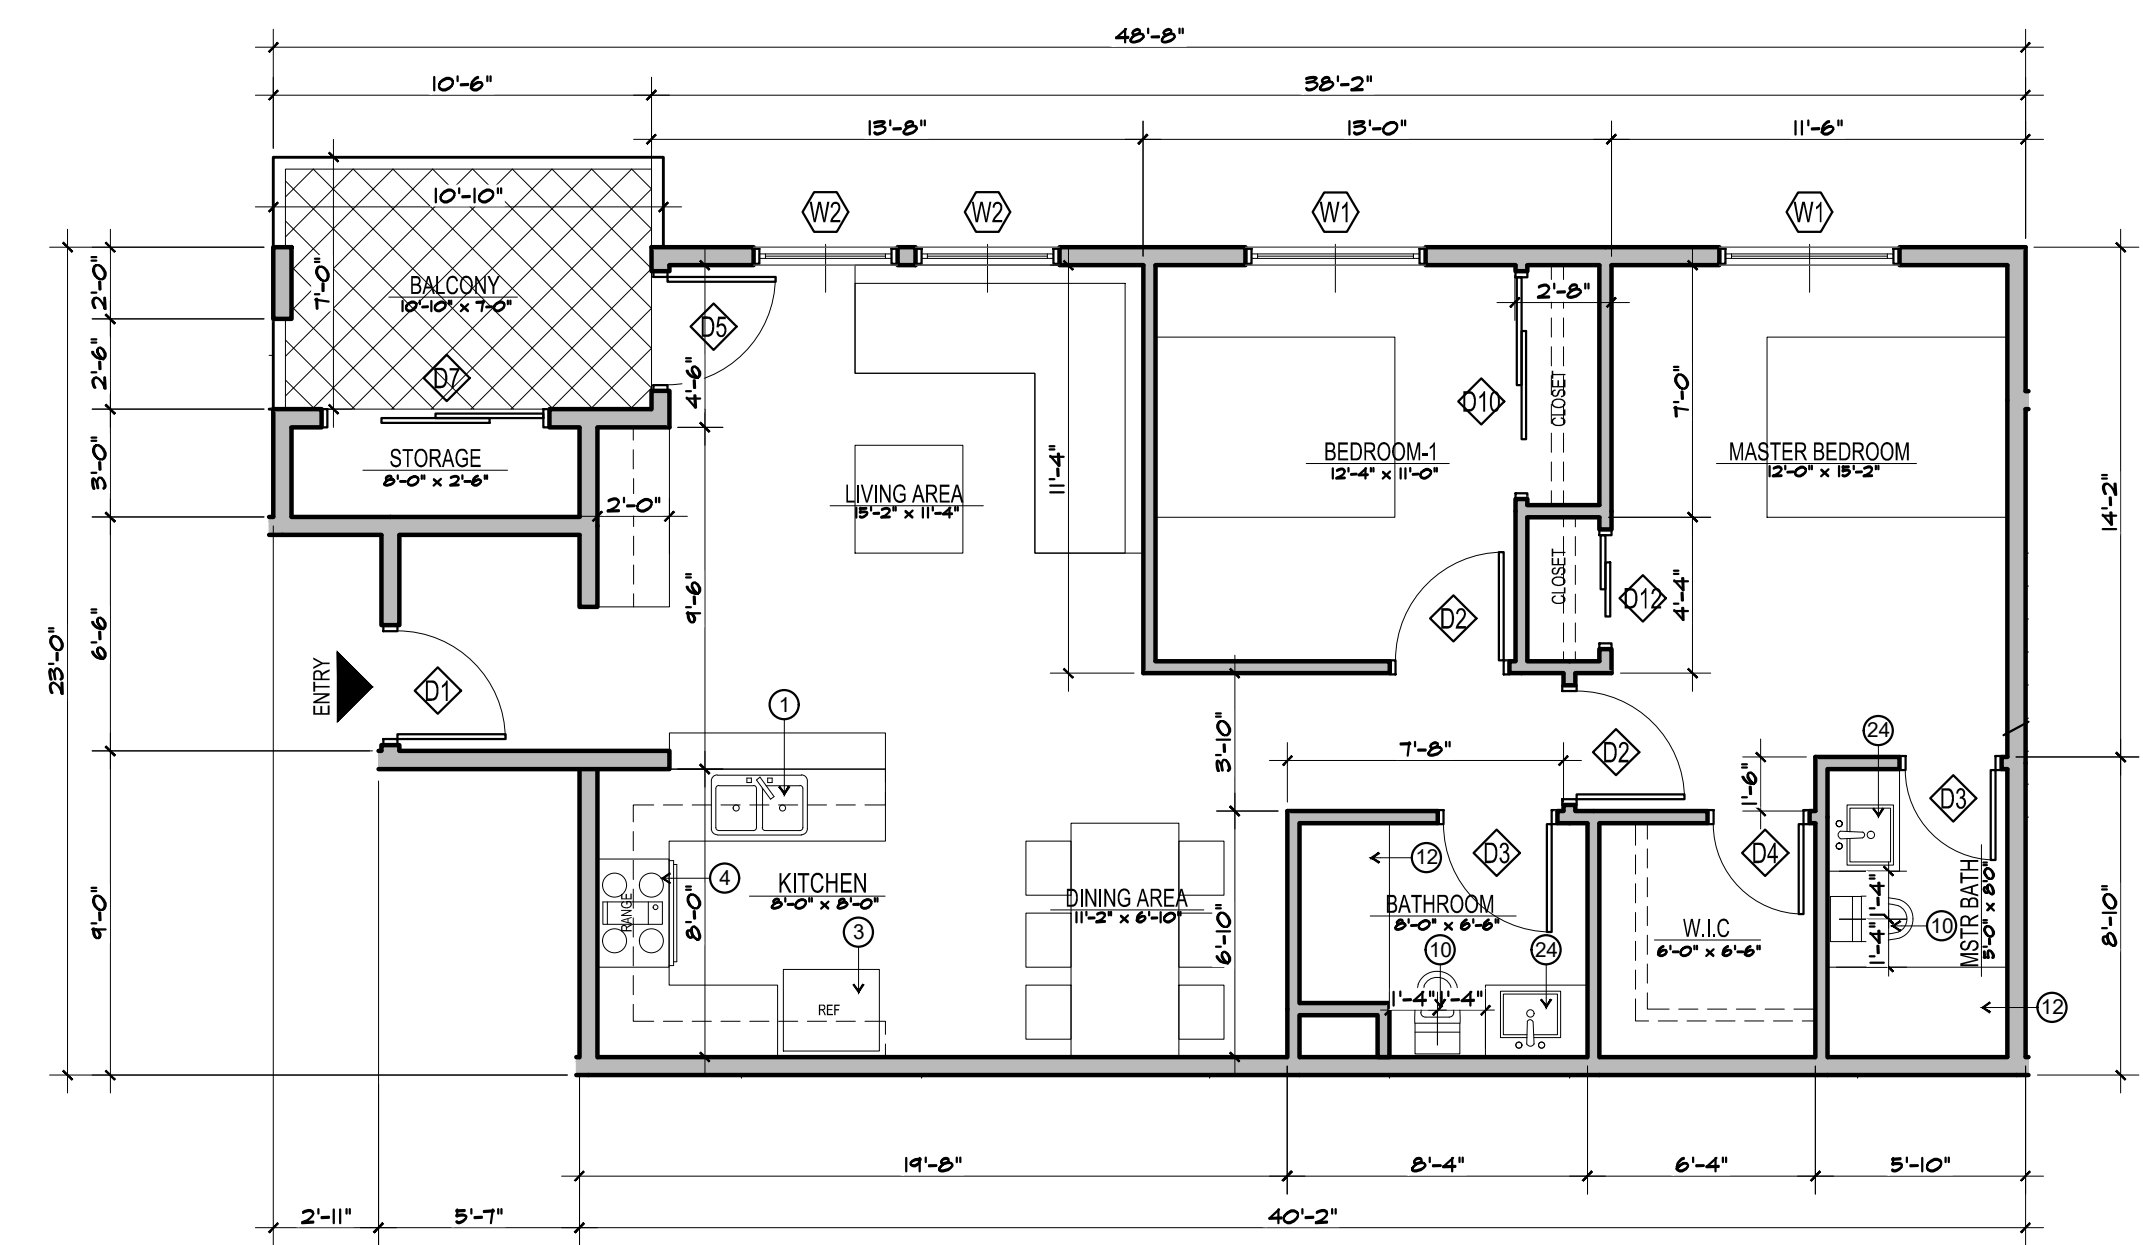 48'-8"
10'-6"
38'-2"
13'-8"
13'-0"
11'-6"
10'-10"
W2
W2
W1
W1
2'-0"
7'-0"
BALCONY
10'-10" x 7'-0"
2'-8"
D5
2'-6"
D7
4'-6"
D10
CLOSET
7'-0"
3'-0"
STORAGE
8'-0" x 2'-6"
2'-0"
LIVING AREA
15'-2" x 11'-4"
11'-4"
BEDROOM-1
12'-4" x 11'-0"
MASTER BEDROOM
12'-0" x 15'-2"
14'-2"
23'-0"
6'-6"
9'-6"
CLOSET
D12
4'-4"
D2
ENTRY
D1
1
3'-10"
7'-8"
D2
1'-6"
24
D3
9'-0"
4
RANGE
8'-0"
KITCHEN
8'-0" x 8'-0"
3
REF
DINING AREA
11'-2" x 6'-10"
6'-10"
12
D3
BATHROOM
8'-0" x 6'-6"
10
24
1'-4"
1'-4"
D4
W.I.C
6'-0" x 6'-6"
1'-4"
1'-4"
10
MSTR BATH
5'-0" x 8'0"
12
8'-10"
19'-8"
8'-4"
6'-4"
5'-10"
2'-11"
5'-7"
40'-2"